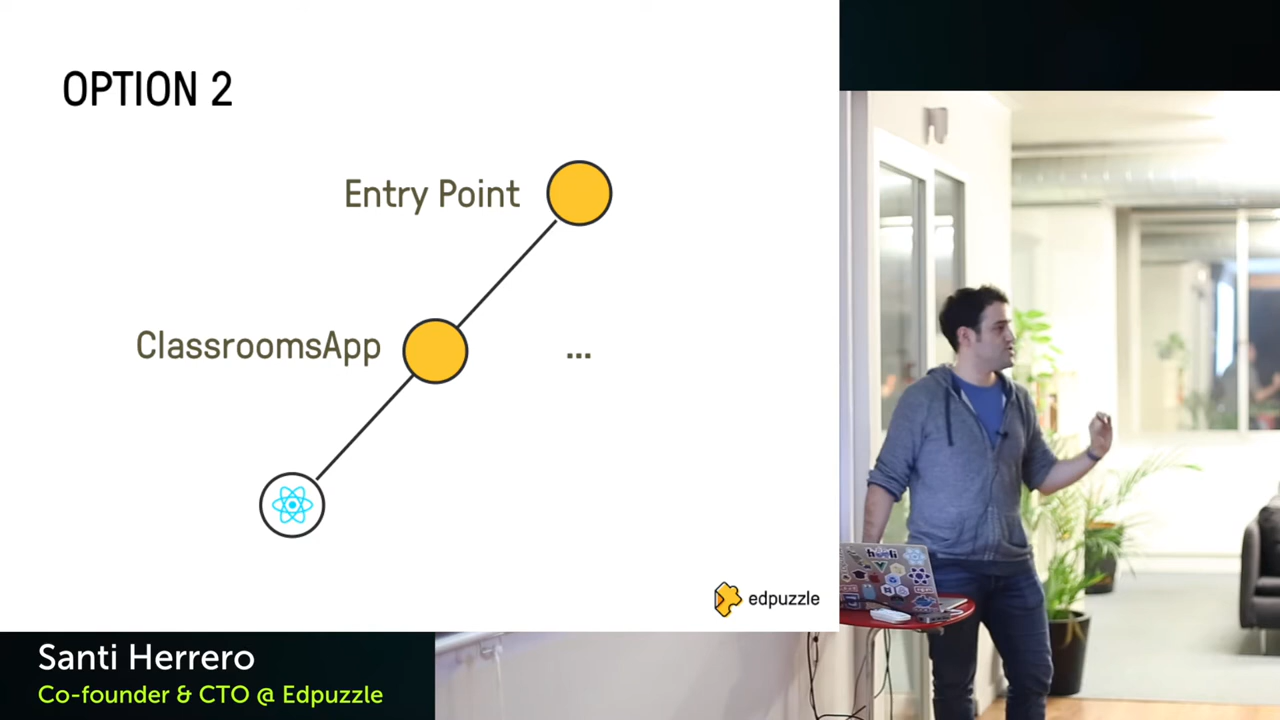 OPTION 2
Entry Point
ClassroomsApp
...
edpuzzle
Santi Herrero
Co-founder & CTO @ Edpuzzle